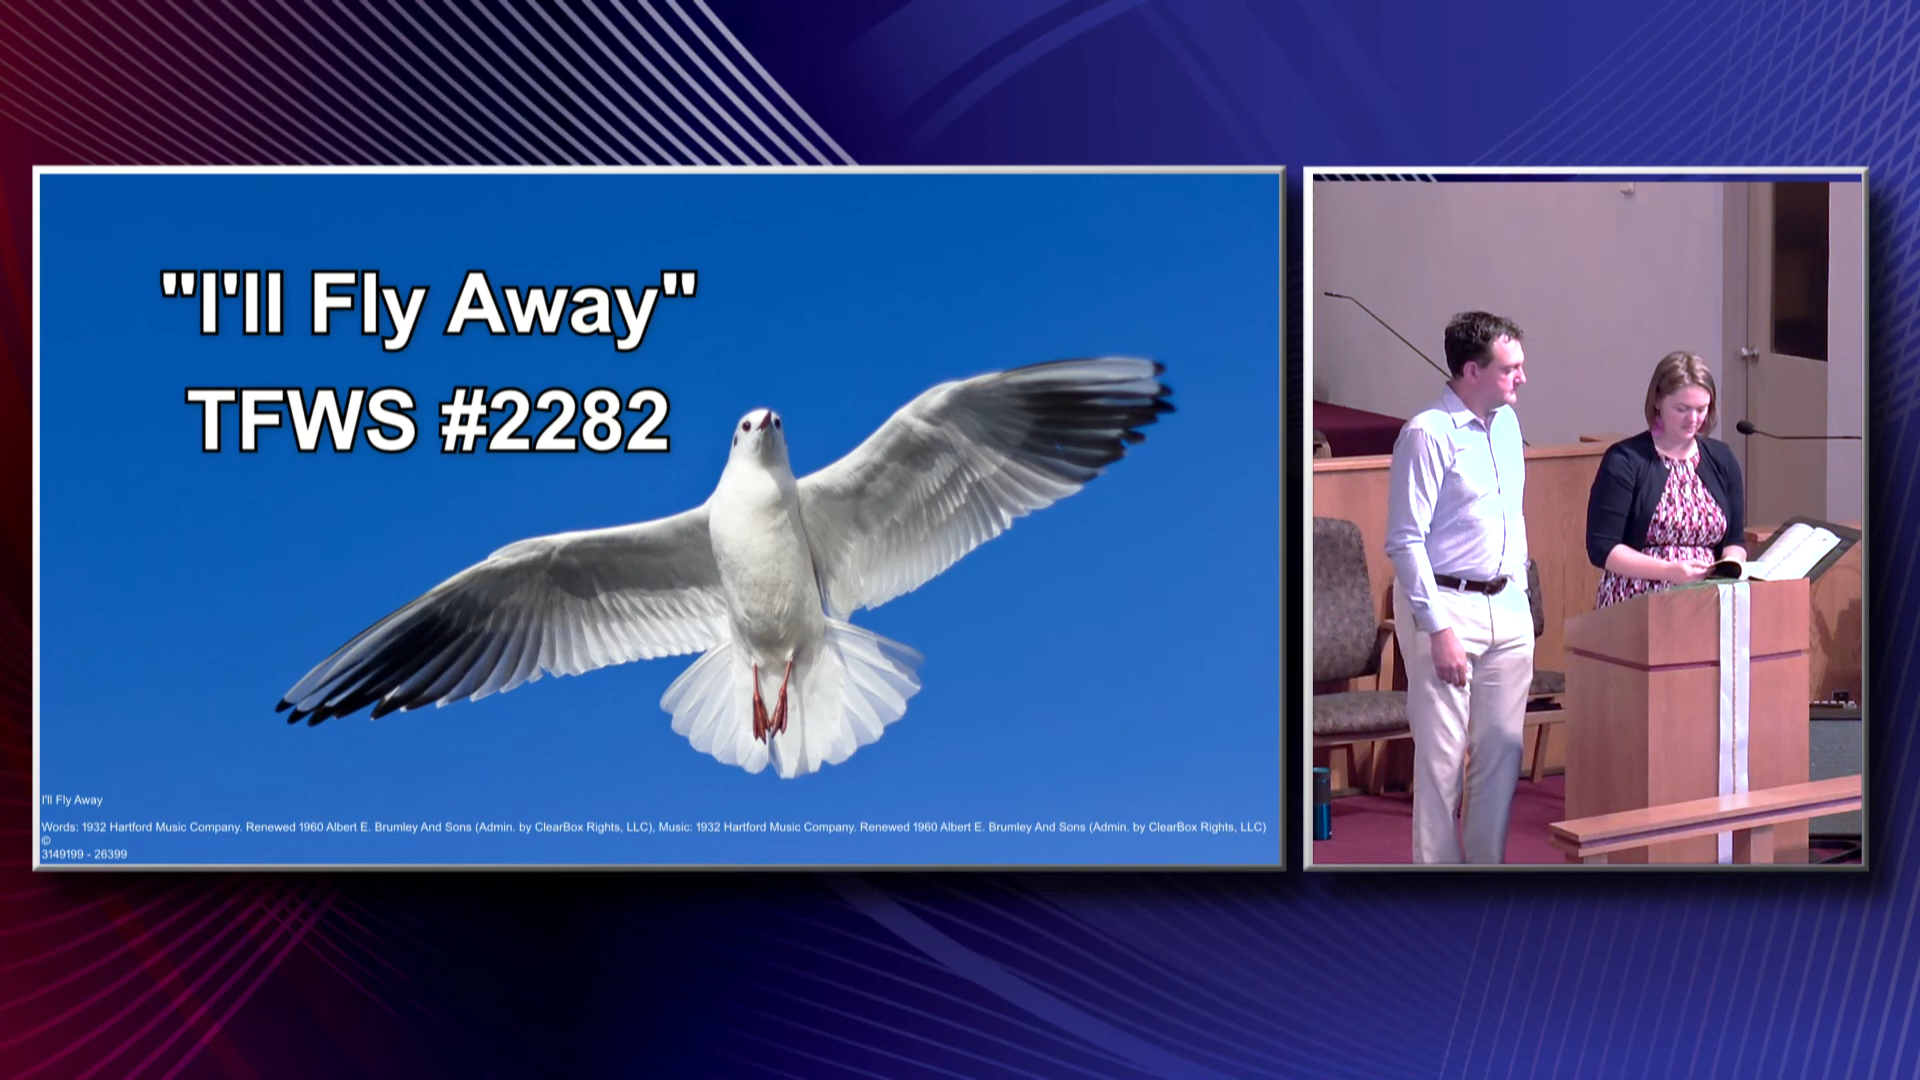 "I'll Fly Away"
TFWS #2282
I'll Fly Away
Words: 1932 Hartford Music Company. Renewed 1960 Albert E. Brumley And Sons (Admin. by ClearBox Rights, LLC), Music: 1932 Hartford Music Company. Renewed 1960 Albert E. Brumley And Sons (Admin. by ClearBox Rights, LLC)
©
3149199 - 26399